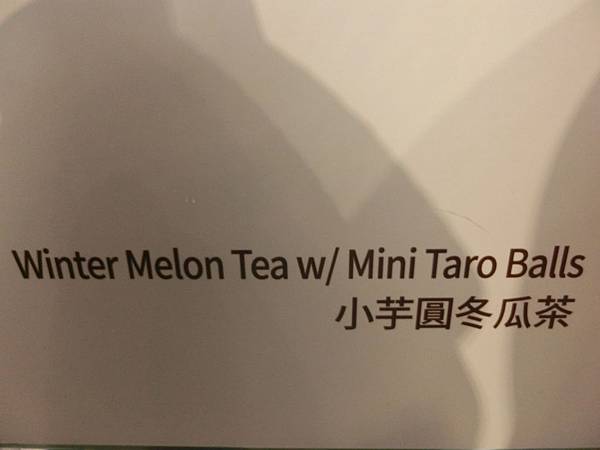 Winter Melon Tea w/ Mini Taro Balls
小芋圓冬瓜茶